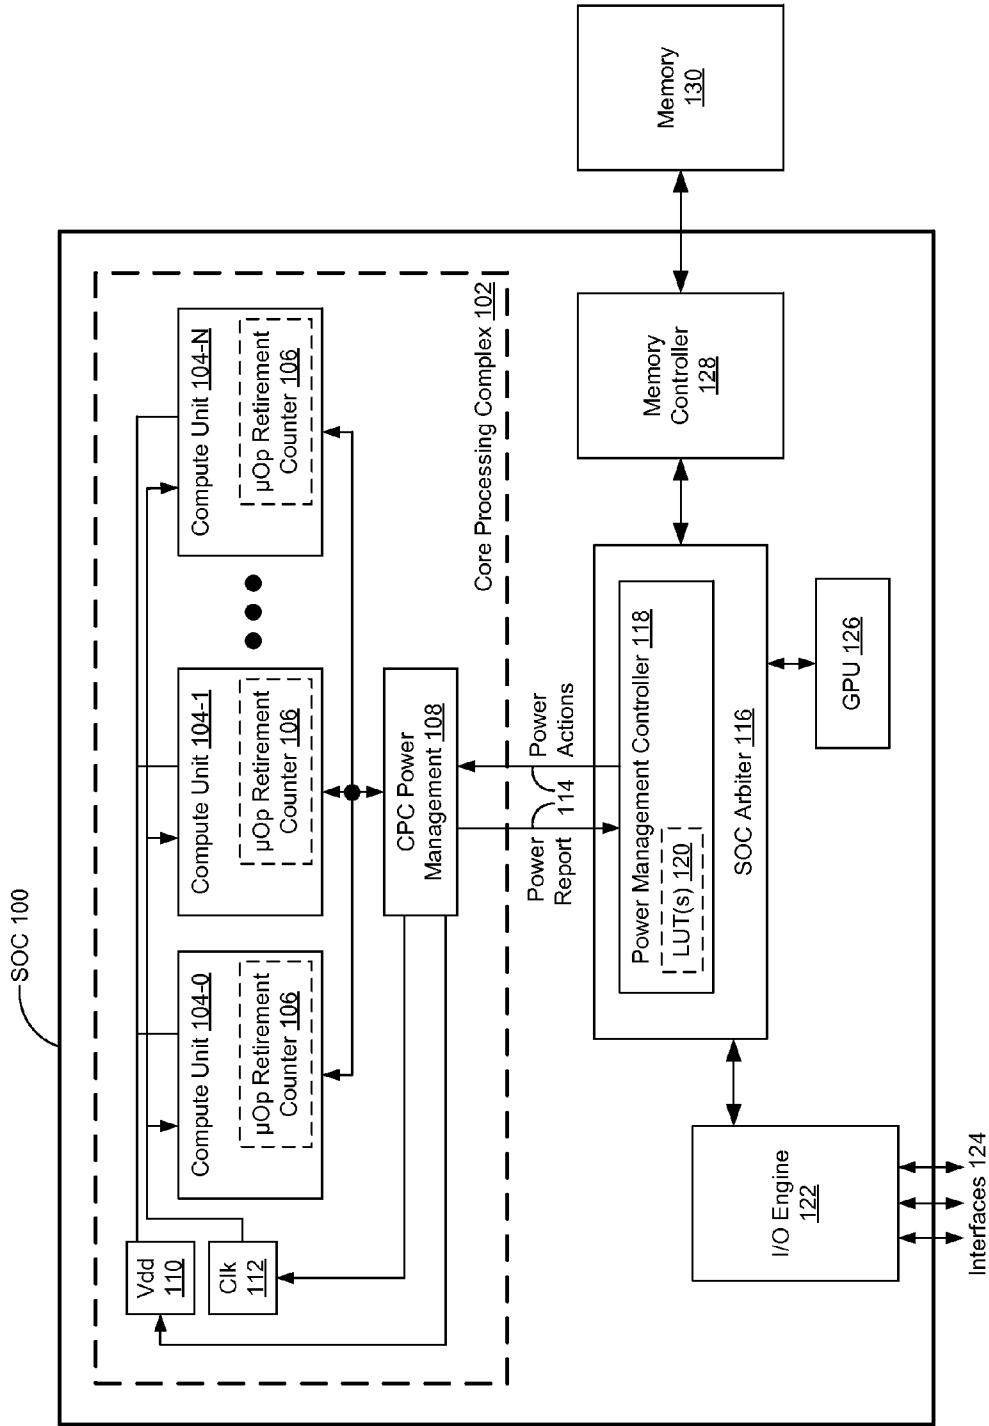 SOC 100
Vdd
110
Clk
112
Compute Unit 104-0
µOp Retirement
Counter 106
Compute Unit 104-1
µOp Retirement
Counter 106
Compute Unit 104-N
µOp Retirement
Counter 106
CPC Power
Management 108
Core Processing Complex 102
Power
Report
114
Power
Actions
Power Management Controller 118
LUT(s) 120
SOC Arbiter 116
I/O Engine
122
Interfaces 124
GPU 126
Memory
Controller
128
Memory
130